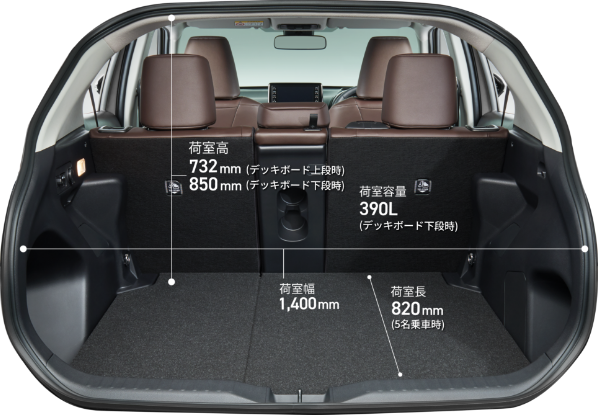 荷室高
732mm (デッキボード上段時)
850mm (デッキボード下段時)
荷室容量
390L
(デッキボード下段時)
荷室幅
1,400mm
荷室長
820mm
(5名乗車時)